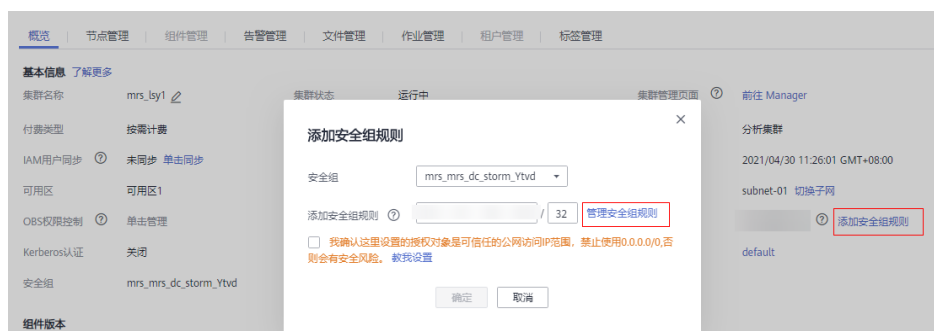 概览 节点管理 组件管理 告警管理 文件管理 作业管理 租户管理 标签管理
基本信息 了解更多
集群名称 mrs_lsy1 集群状态 运行中 集群管理页面 ? 前往 Manager
付费类型 按需计费 分析集群
IAM用户同步 ? 未同步 单击同步 2021/04/30 11:26:01 GMT+08:00
可用区 可用区1 subnet-01 切换子网
OBS权限控制 ? 单击管理 ? 添加安全组规则
Kerberos认证 关闭 default
安全组 mrs_mrs_dc_storm_Ytvd
组件版本
添加安全组规则
安全组 mrs_mrs_dc_storm_Ytvd
添加安全组规则 ? / 32 管理安全组规则
我确认这里设置的授权对象是可信任的公网访问IP范围，禁止使用0.0.0.0/0,否
则会有安全风险。 教我设置
确定 取消